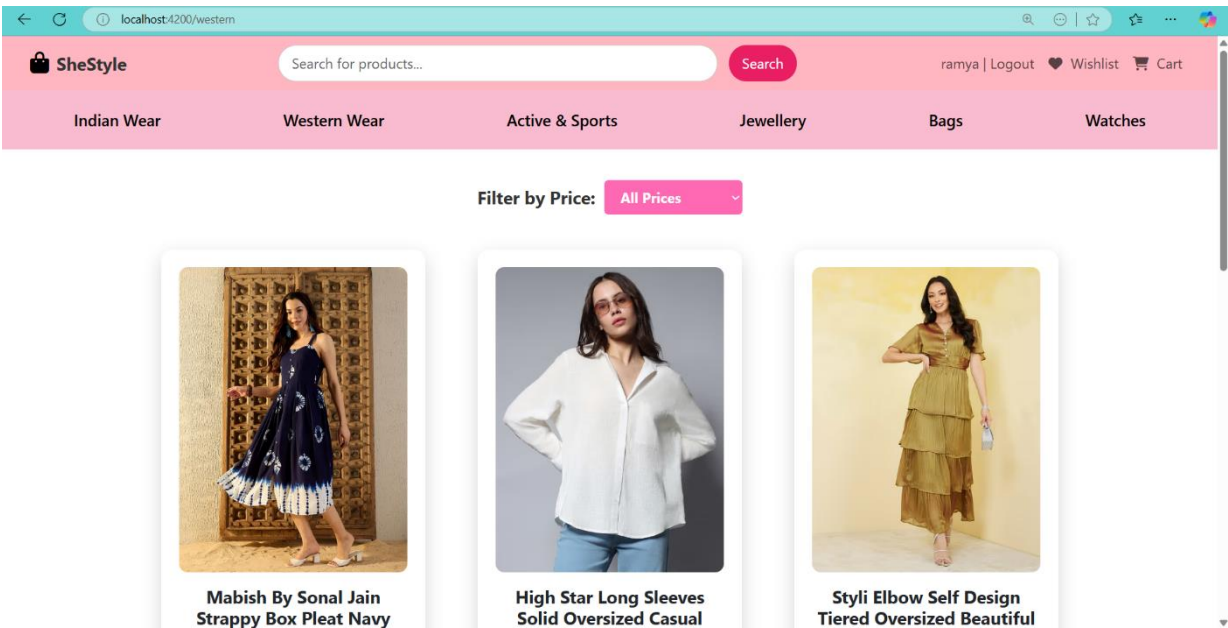 localhost:4200/western
SheStyle
Search for products...
Search
ramya | Logout
Wishlist
Cart
Indian Wear
Western Wear
Active & Sports
Jewellery
Bags
Watches
Filter by Price:
All Prices
Mabish By Sonal Jain
Strappy Box Pleat Navy
High Star Long Sleeves
Solid Oversized Casual
Styli Elbow Self Design
Tiered Oversized Beautiful